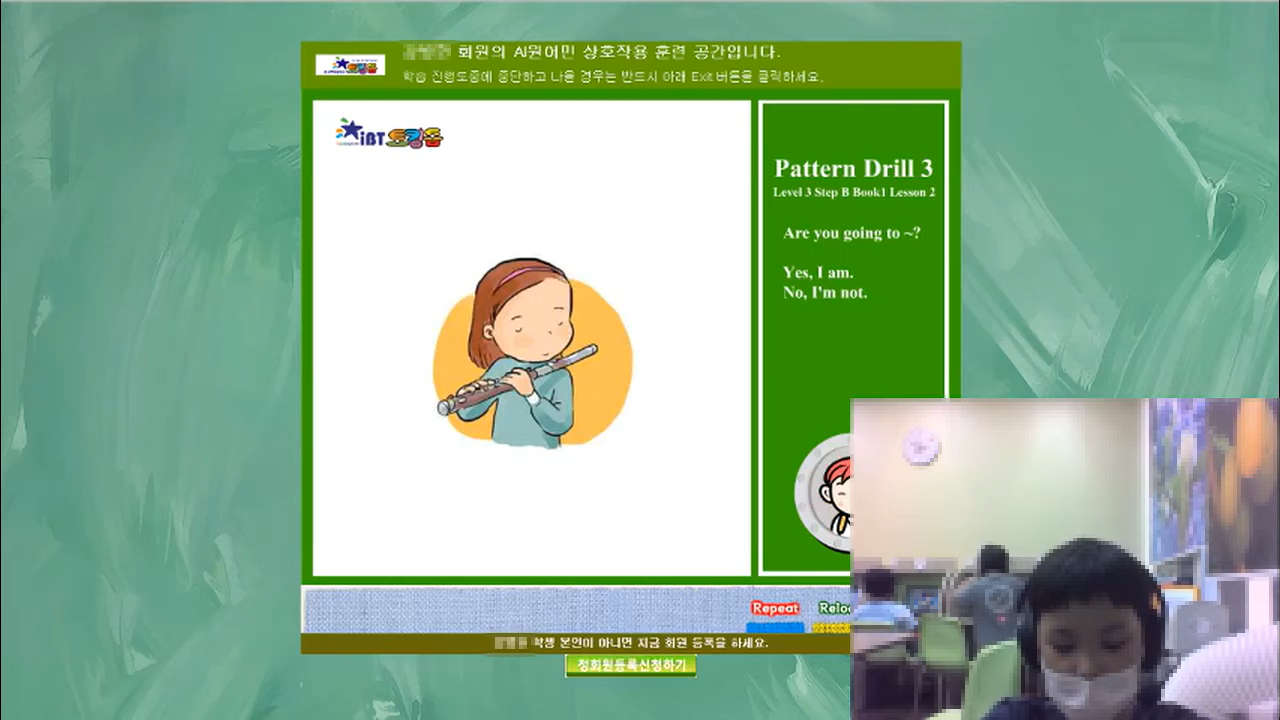 회원의 AI원어민 상호작용 훈련 공간입니다.
학습 진행도중에 중단하고 나올 경우는 반드시 아래 Exit 버튼을 클릭하세요.
iBT 토킹클럽
Pattern Drill 3
Level 3 Step B Book1 Lesson 2
Are you going to ~?
Yes, I am.
No, I'm not.
Repeat
학생 본인이 아니면 지금 회원 등록을 하세요.
정회원등록신청하기